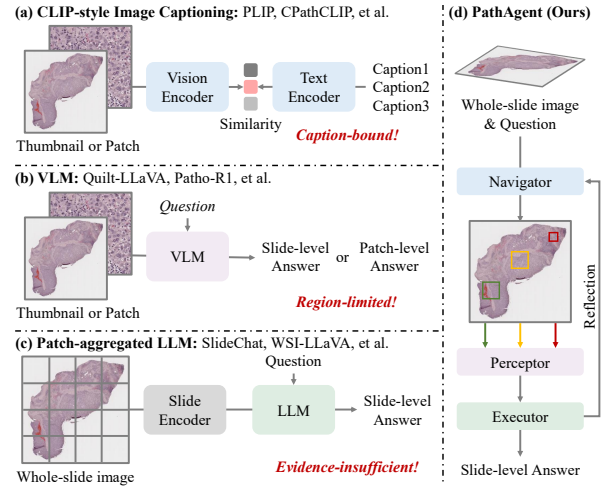 (a) CLIP-style Image Captioning: PLIP, CPathCLIP, et al.
Vision
Encoder
Text
Encoder
Caption1
Caption2
Caption3
Similarity
Thumbnail or Patch
Caption-bound!
(b) VLM: Quilt-LLaVA, Patho-R1, et al.
Question
VLM
Slide-level
Answer
or
Patch-level
Answer
Thumbnail or Patch
Region-limited!
(c) Patch-aggregated LLM: SlideChat, WSI-LLaVA, et al.
Question
Slide
Encoder
LLM
Slide-level
Answer
Whole-slide image
Evidence-insufficient!
(d) PathAgent (Ours)
Whole-slide image
& Question
Navigator
Reflection
Perceptor
Executor
Slide-level Answer